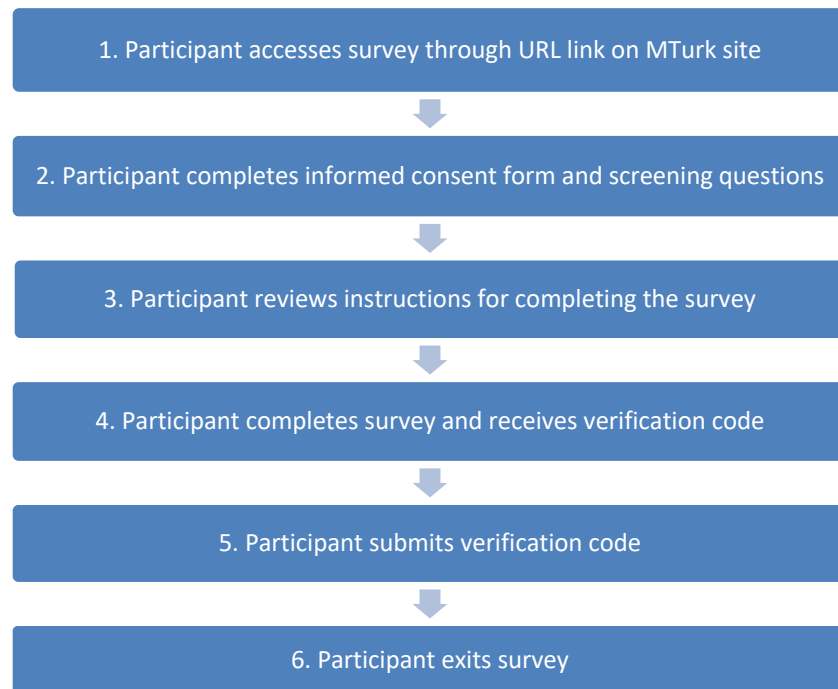 1. Participant accesses survey through URL link on MTurk site
2. Participant completes informed consent form and screening questions
3. Participant reviews instructions for completing the survey
4. Participant completes survey and receives verification code
5. Participant submits verification code
6. Participant exits survey